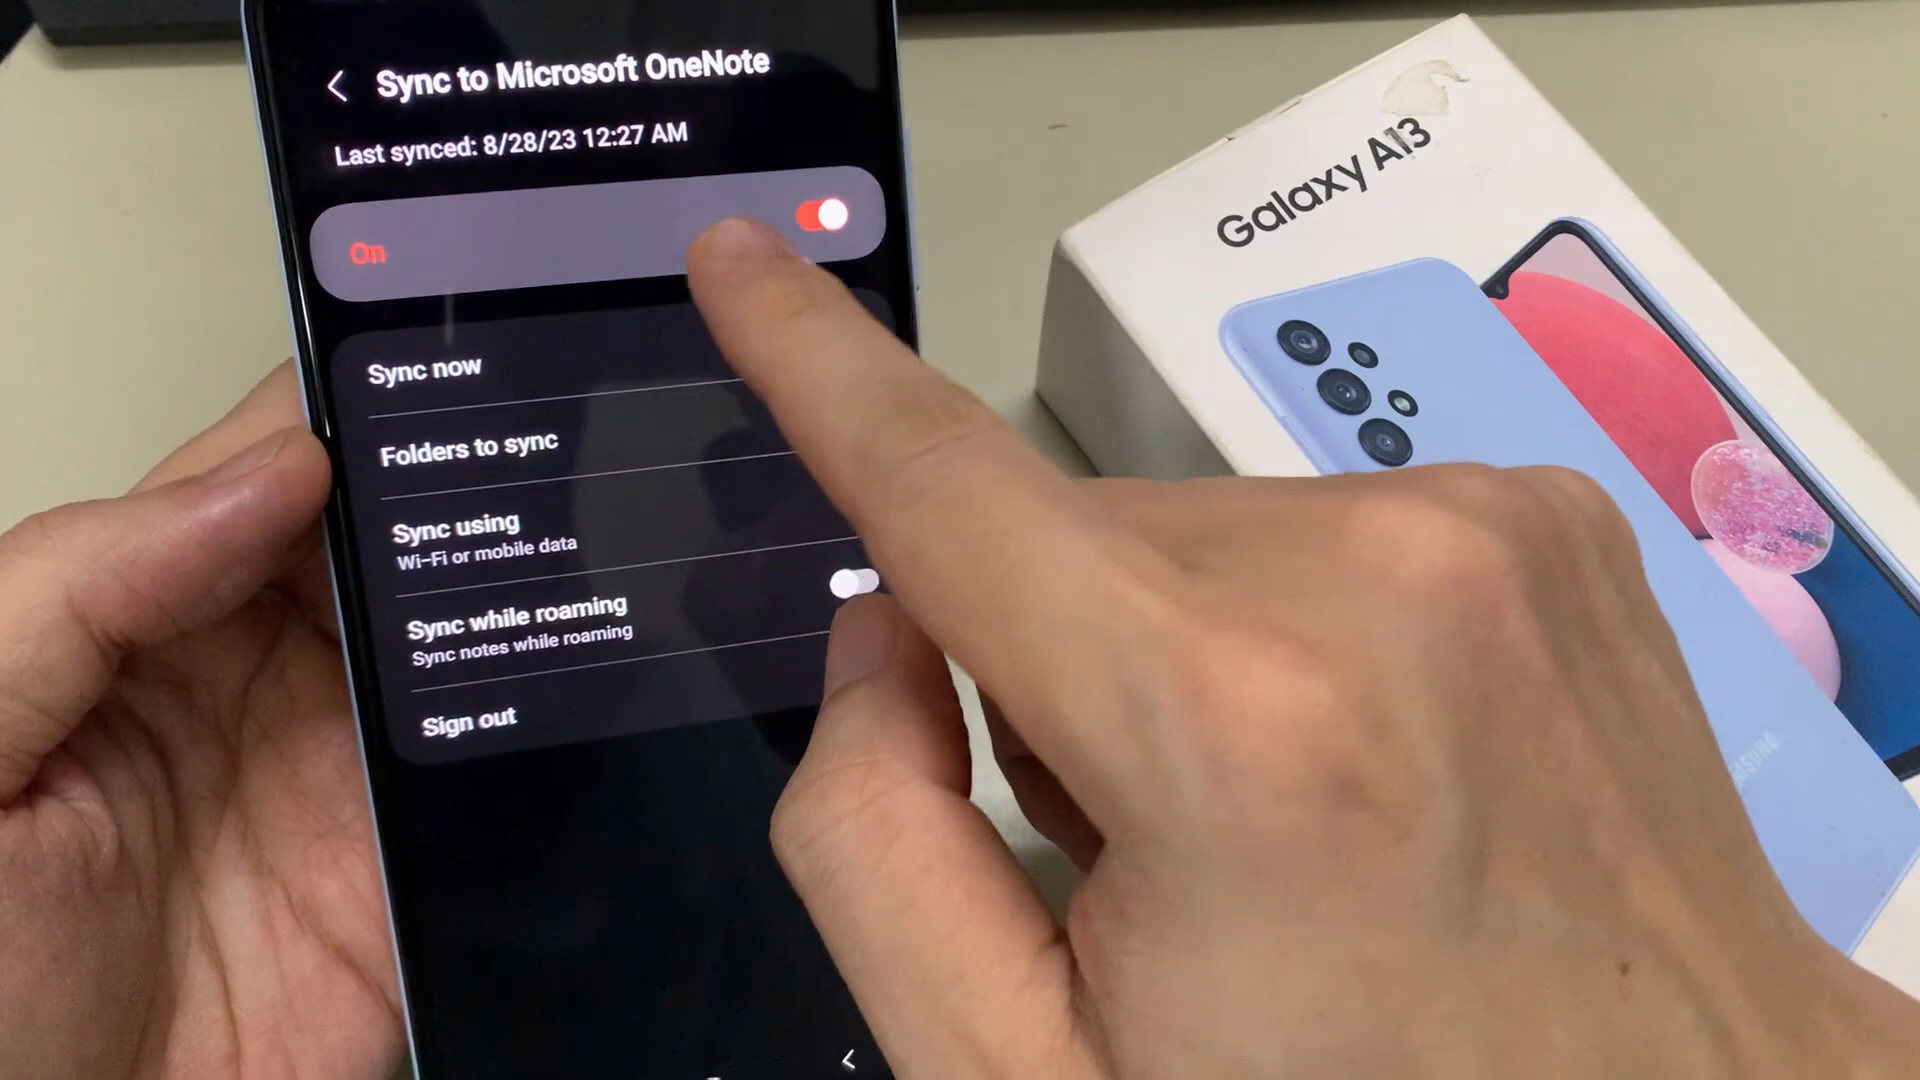 Sync to Microsoft OneNote
Last synced: 8/28/23 12:27 AM
On
Sync now
Folders to sync
Sync using
Wi-Fi or mobile data
Sync while roaming
Sync notes while roaming
Sign out
Galaxy A13
SAMSUNG